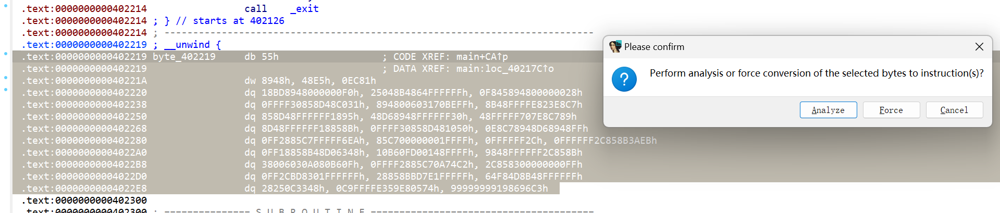 .text:0000000000402214                 call    _exit
.text:0000000000402214 ; } // starts at 402126
.text:0000000000402214 ; ---------------------------------------------------------------------------
.text:0000000000402219 ; __unwind {
.text:0000000000402219 byte_402219     db 55h                  ; CODE XREF: main+CA↑p
.text:0000000000402219                                         ; DATA XREF: main:loc_40217C↑o
.text:000000000040221A                 dw 8948h, 48E5h, 0EC81h
.text:0000000000402220                 dq 18BD8948000000F0h, 25048B4864FFFFFFh, 0F845894800000028h
.text:0000000000402238                 dq 0FFFF30858D48C031h, 894800603170BEFFh, 8B48FFFFE823E8C7h
.text:0000000000402250                 dq 858D48FFFFFF1895h, 48D68948FFFFFF30h, 48FFFFF707E8C789h
.text:0000000000402268                 dq 8D48FFFFFF18858Bh, 0FFFF30858D481050h, 0E8C78948D68948FFh
.text:0000000000402280                 dq 0FF2885C7FFFFF6EAh, 85C700000001FFFFh, 0FFFFFF2Ch, 0FFFFFF2C858B3AEBh
.text:00000000004022A0                 dq 0FF18858B48D06348h, 10B60FD00148FFFFh, 9848FFFFFF2C858Bh
.text:00000000004022B8                 dq 38006030A080B60Fh, 0FFFF2885C70A74C2h, 2C858300000000FFh
.text:00000000004022D0                 dq 0FF2CBD8301FFFFFFh, 28858BBD7E1FFFFFh, 64F84D8B48FFFFFFh
.text:00000000004022E8                 dq 28250C3348h, 0C9FFFFE359E80574h, 99999999198696C3h
.text:0000000000402300
.text:0000000000402300 ; =============== S U B R O U T I N E =======================================
Please confirm
Perform analysis or force conversion of the selected bytes to instruction(s)?
Analyze
Force
Cancel